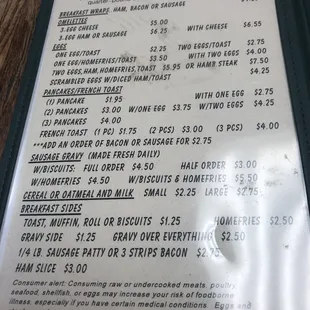 BREAKFAST WRAPS, HAM, BACON OR SAUSAGE
OMELETTES
3 EGG CHEESE $5.00 WITH CHEESE $6.55
3 EGG HAM OR SAUSAGE $6.25
EGGS
ONE EGG/TOAST $2.25 TWO EGGS/TOAST $2.75
ONE EGG/HOMEFRIES/TOAST $3.50 WITH TWO EGGS $4.25
TWO EGGS, HAM, HOMEFRIES, TOAST $5.95 OR HAMB STEAK $7.50
SCRAMBLED EGGS W/DICED HAM/TOAST $4.25
PANCAKES/FRENCH TOAST
(1) PANCAKE $1.95 WITH ONE EGG $2.75
(2) PANCAKES $3.00 W/ONE EGG $3.75 W/TWO EGGS $4.25
(3) PANCAKES $4.00
FRENCH TOAST (1 PC) $1.75 (2 PCS) $3.00 (3 PCS) $4.00
***ADD AN ORDER OF BACON OR SAUSAGE FOR $2.75
SAUSAGE GRAVY (MADE FRESH DAILY)
W/BISCUITS: FULL ORDER $4.50 HALF ORDER $3.00
W/HOMEFRIES $4.50 W/BISCUITS & HOMEFRIES $5.50
CEREAL OR OATMEAL AND MILK SMALL $2.25 LARGE $2.75
BREAKFAST SIDES
TOAST, MUFFIN, ROLL OR BISCUITS $1.25 HOMEFRIES $2.50
GRAVY SIDE $1.25 GRAVY OVER EVERYTHING $2.50
1/4 LB. SAUSAGE PATTY OR 3 STRIPS BACON $2.75
HAM SLICE $3.00
Consumer alert: Consuming raw or undercooked meats, poultry
seafood, shellfish, or eggs may increase your risk of foodborne
illness, especially if you have certain medical conditions. Eggs and